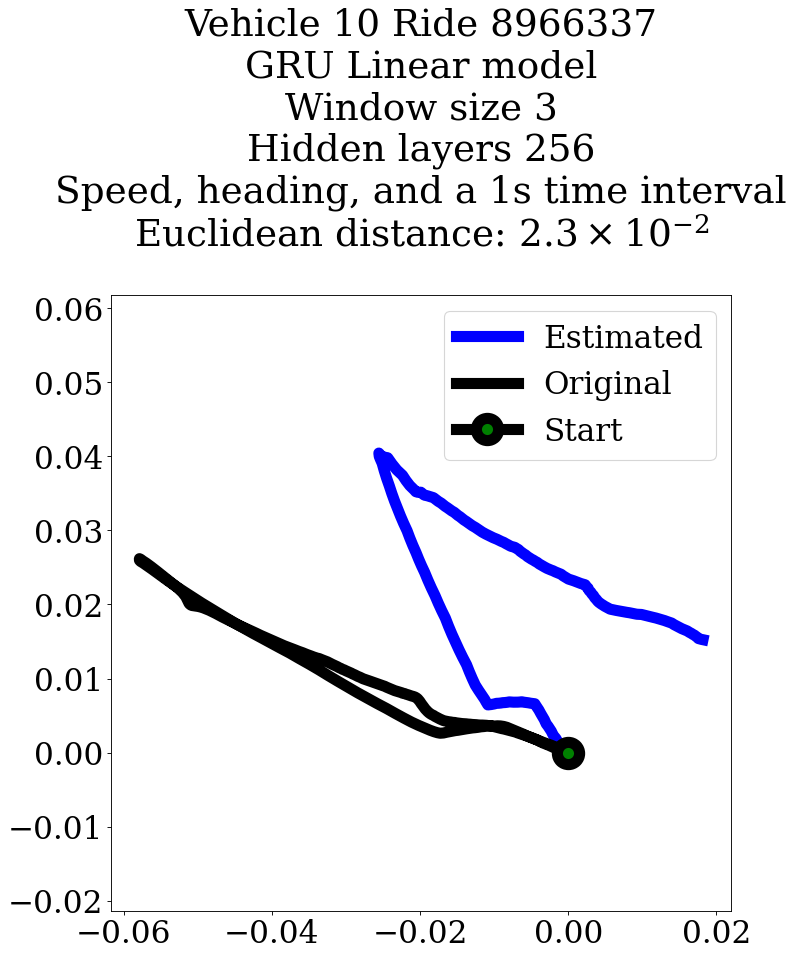 Vehicle 10 Ride 8966337
GRU Linear model
Window size 3
Hidden layers 256
Speed, heading, and a 1s time interval
Euclidean distance: 2.3 × 10⁻²
0.06
0.05
0.04
0.03
0.02
0.01
0.00
−0.01
−0.02
Estimated
Original
Start
−0.06 −0.04 −0.02 0.00 0.02